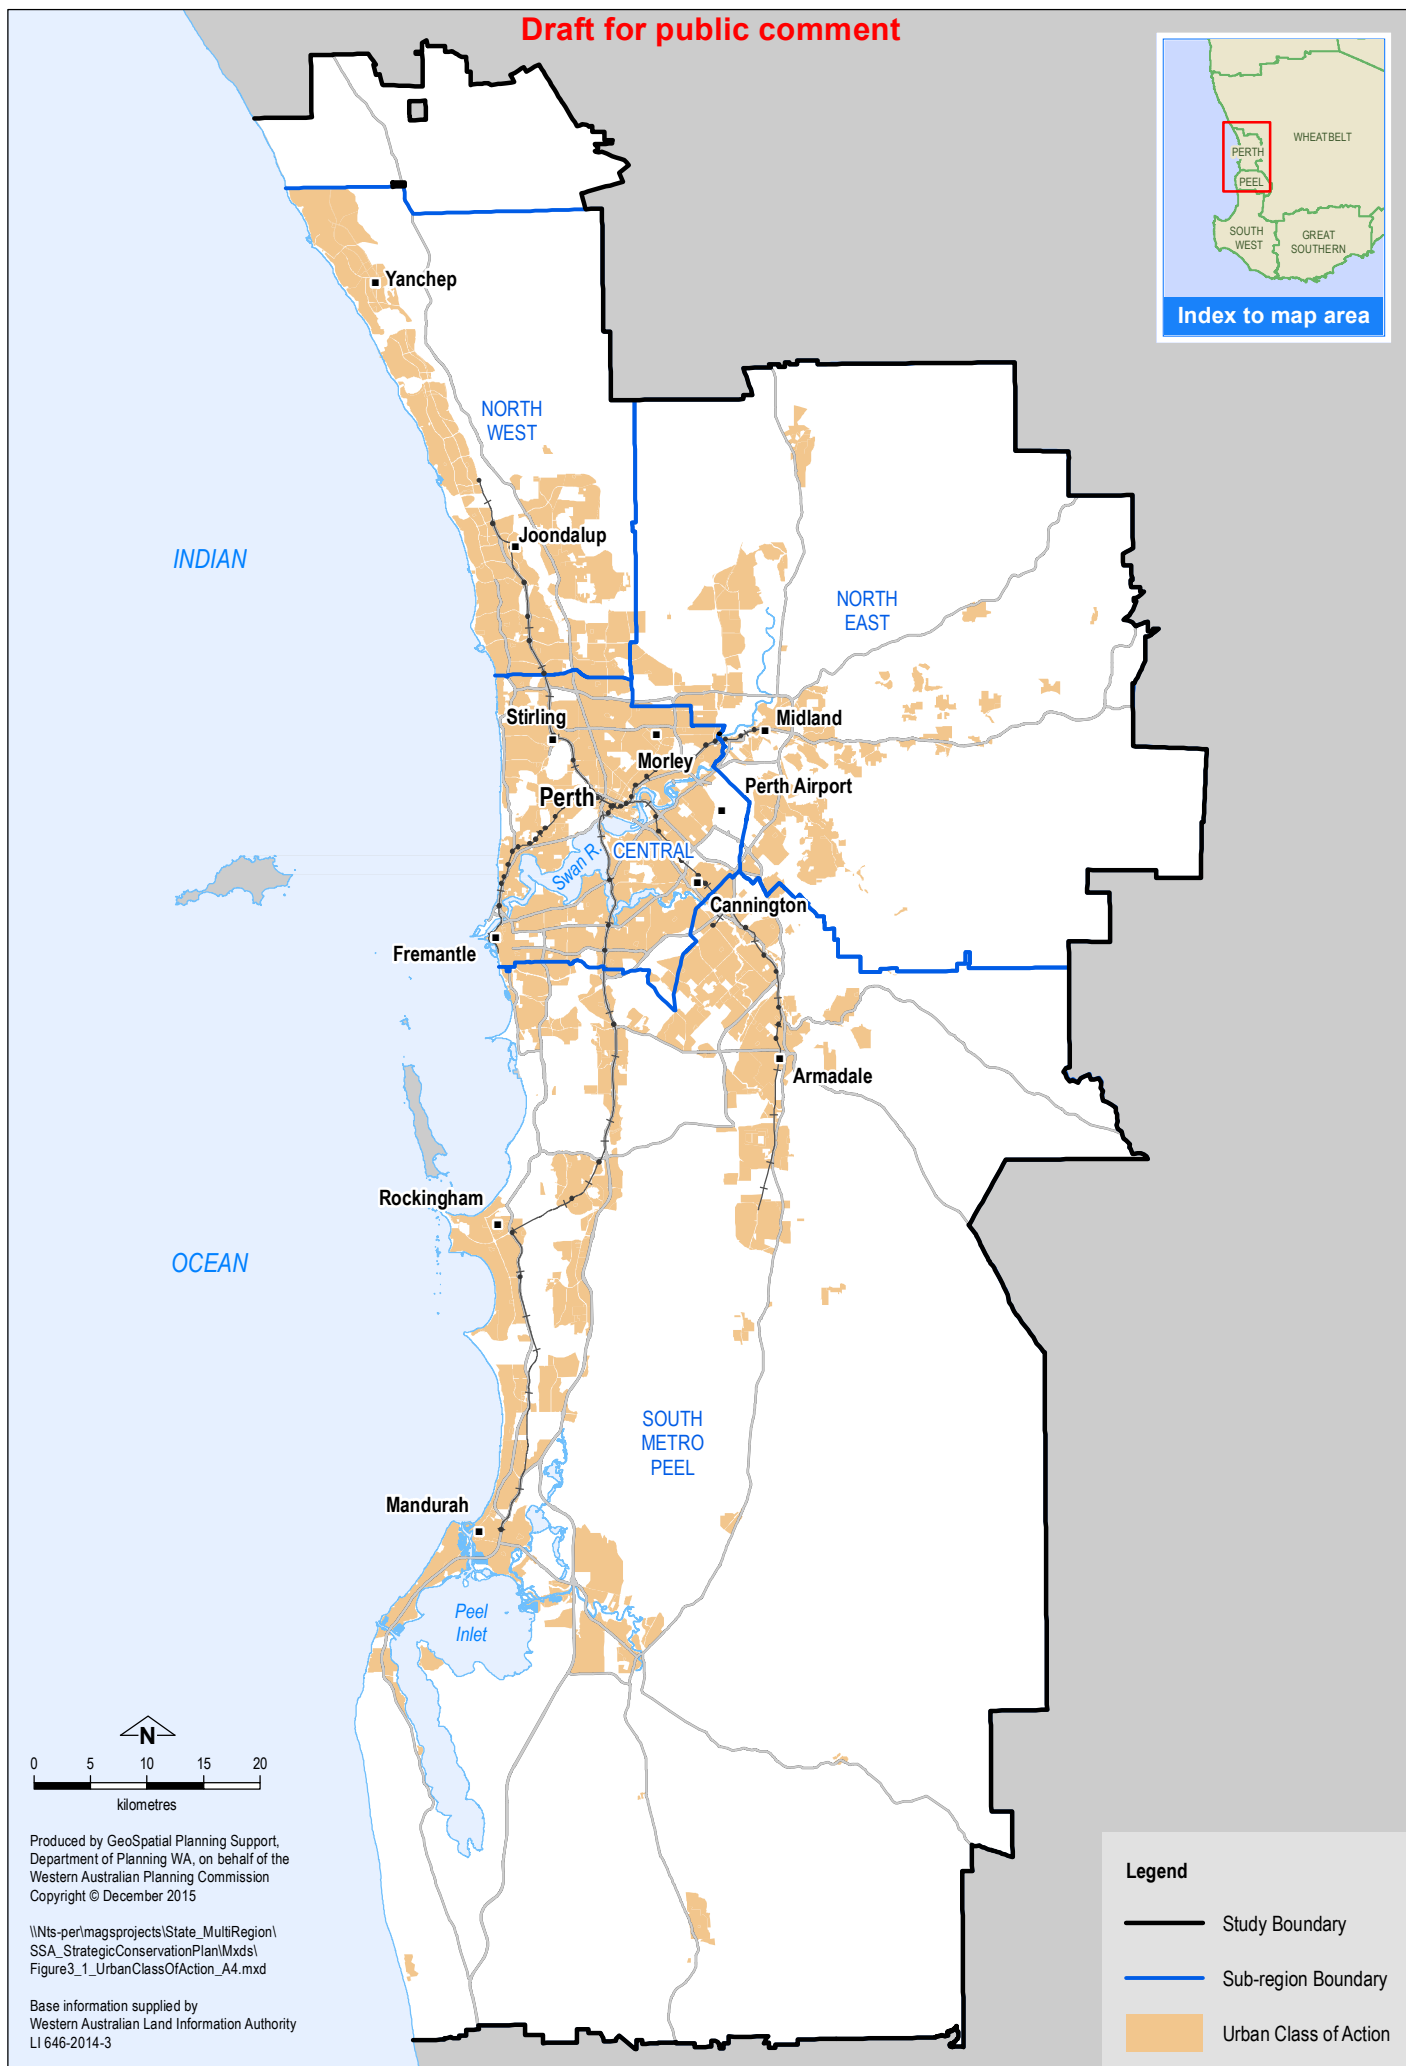 Draft for public comment
WHEATBELT
PERTH
PEEL
SOUTH
WEST
GREAT
SOUTHERN
Index to map area
Yanchep
NORTH
WEST
Joondalup
INDIAN
NORTH
EAST
Stirling
Midland
Morley
Perth Airport
Perth
CENTRAL
Swan R.
Cannington
Fremantle
Armadale
Rockingham
OCEAN
SOUTH
METRO
PEEL
Mandurah
Peel
Inlet
N
0 5 10 15 20
kilometres
Produced by GeoSpatial Planning Support,
Department of Planning WA, on behalf of the
Western Australian Planning Commission
Copyright © December 2015
\\Nts-per\magsprojects\State_MultiRegion\
SSA_StrategicConservationPlan\Mxds\
Figure3_1_UrbanClassOfAction_A4.mxd
Base information supplied by
Western Australian Land Information Authority
LI 646-2014-3
Legend
Study Boundary
Sub-region Boundary
Urban Class of Action